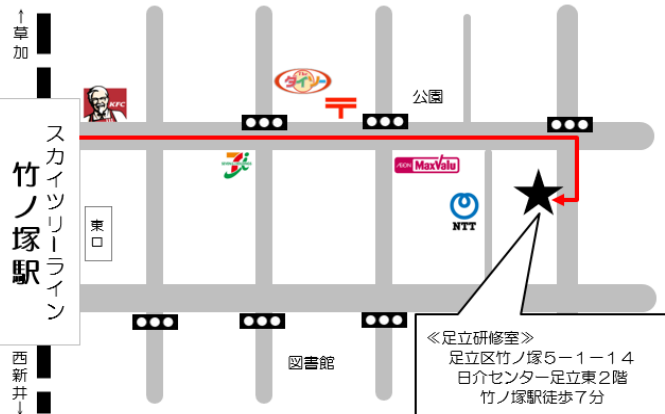 ↑草加
スカイツリーライン
竹ノ塚駅
東口
西新井↓
KFC
ダイソー
〒
公園
AEON MaxValu
NTT
図書館
≪足立研修室≫
足立区竹ノ塚5－1－14
日介センター足立東2階
竹ノ塚駅徒歩7分